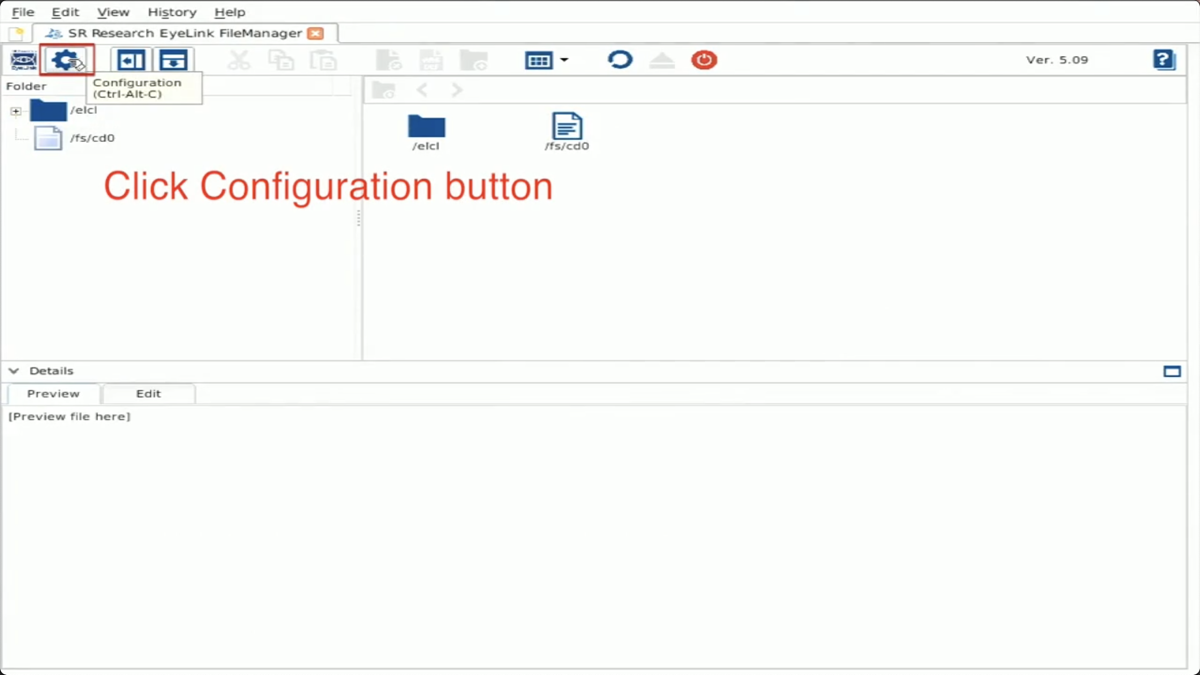 File Edit View History Help
SR Research EyeLink FileManager
Ver. 5.09
Configuration
(Ctrl-Alt-C)
Folder
/elcl
/fs/cd0
/elcl
/fs/cd0
Click Configuration button
Details
Preview Edit
[Preview file here]